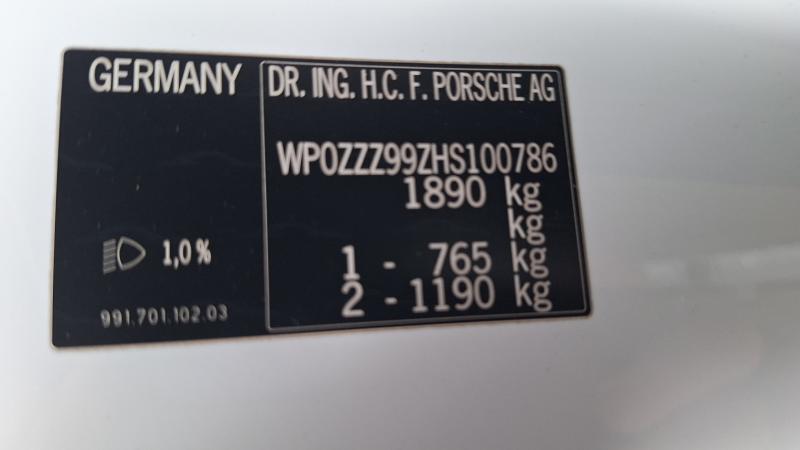 GERMANY
DR. ING. H.C. F. PORSCHE AG
WP0ZZZ99ZHS100786
1890 kg
kg
1 - 765 kg
2 - 1190 kg
1,0 %
991.701.102.03